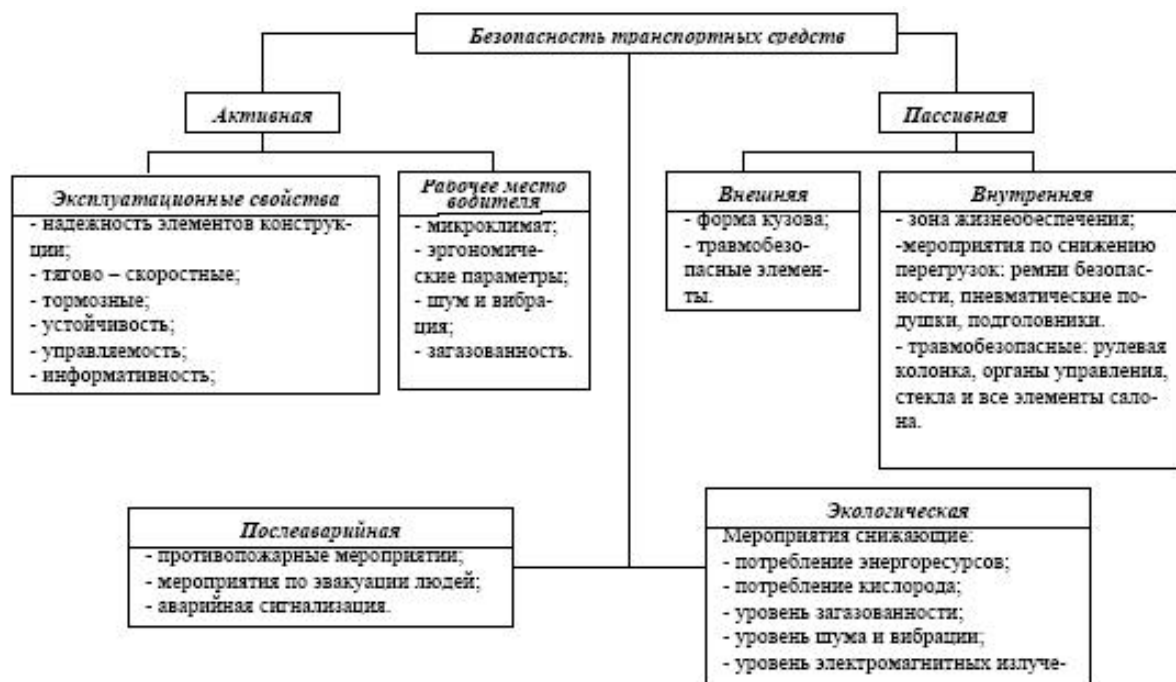 Безопасность транспортных средств
Активная
Пассивная
Эксплуатационные свойства
- надежность элементов конструк-
ции;
- тягово – скоростные;
- тормозные;
- устойчивость;
- управляемость;
- информативность;
Рабочее место
водителя
- микроклимат;
- эргономиче-
ские параметры;
- шум и вибра-
ция;
- загазованность.
Внешняя
- форма кузова;
- травмобезо-
пасные элемен-
ты.
Внутренняя
- зона жизнеобеспечения;
-мероприятия по снижению
перегрузок: ремни безопас-
ности, пневматические по-
душки, подголовники.
- травмобезопасные: рулевая
колонка, органы управления,
стекла и все элементы сало-
на.
Послеаварийная
- противопожарные мероприятии;
- мероприятия по эвакуации людей;
- аварийная сигнализация.
Экологическая
Мероприятия снижающие:
- потребление энергоресурсов;
- потребление кислорода;
- уровень загазованности;
- уровень шума и вибрации;
- уровень электромагнитных излуче-